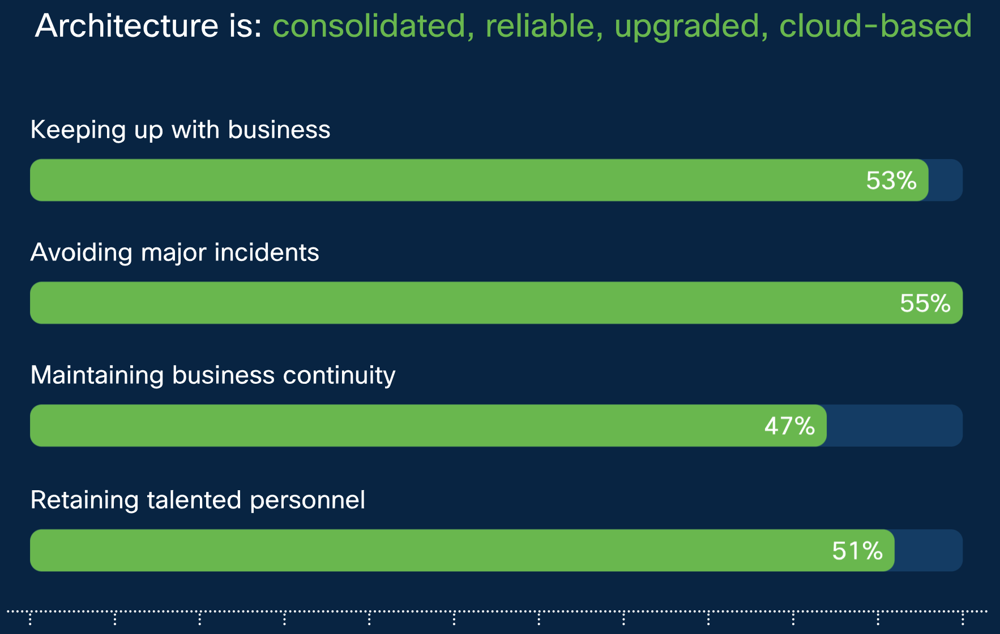 Architecture is: consolidated, reliable, upgraded, cloud-based
Keeping up with business
53%
Avoiding major incidents
55%
Maintaining business continuity
47%
Retaining talented personnel
51%